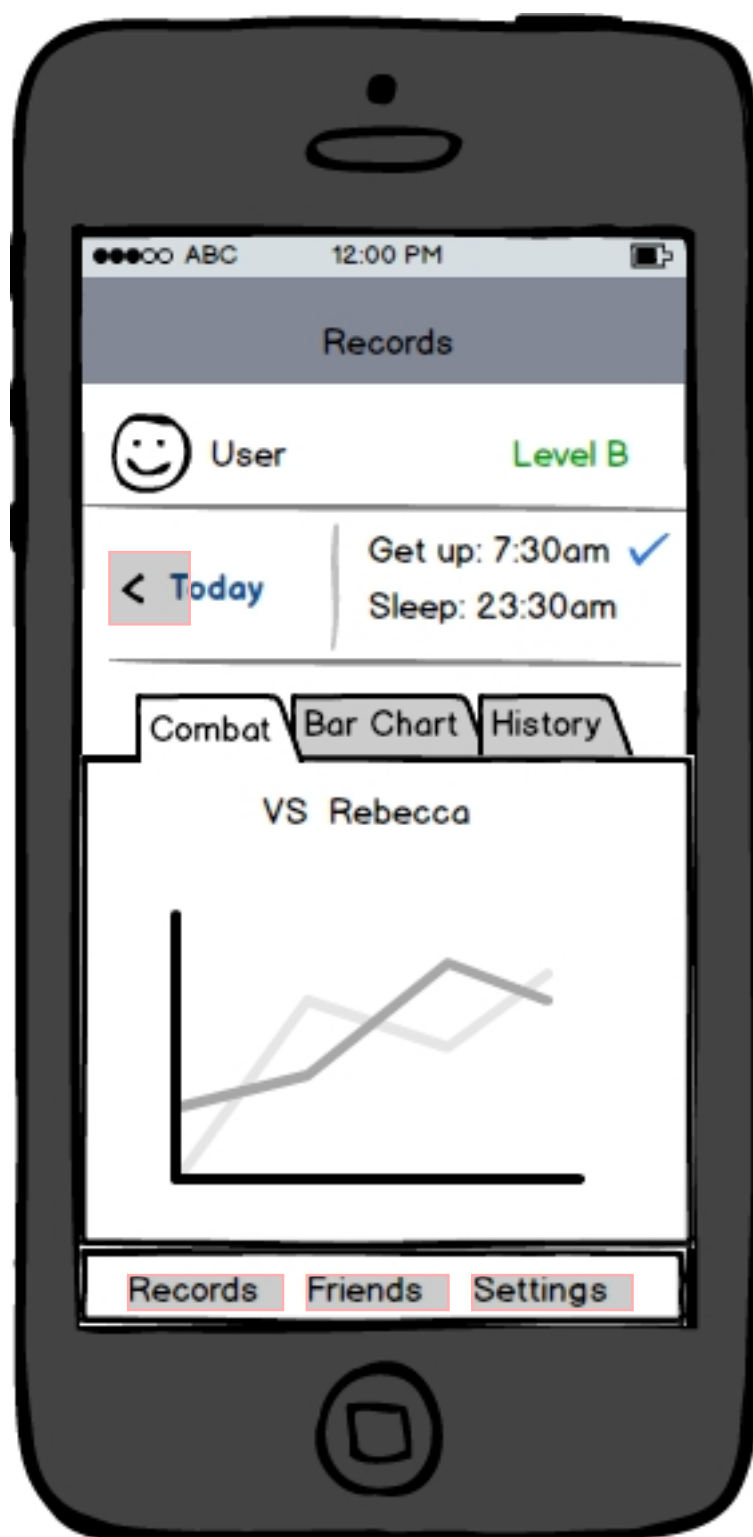 ABC 12:00 PM
Records
User Level B
< Today
Get up: 7:30am
Sleep: 23:30am
Combat Bar Chart History
VS Rebecca
Records Friends Settings